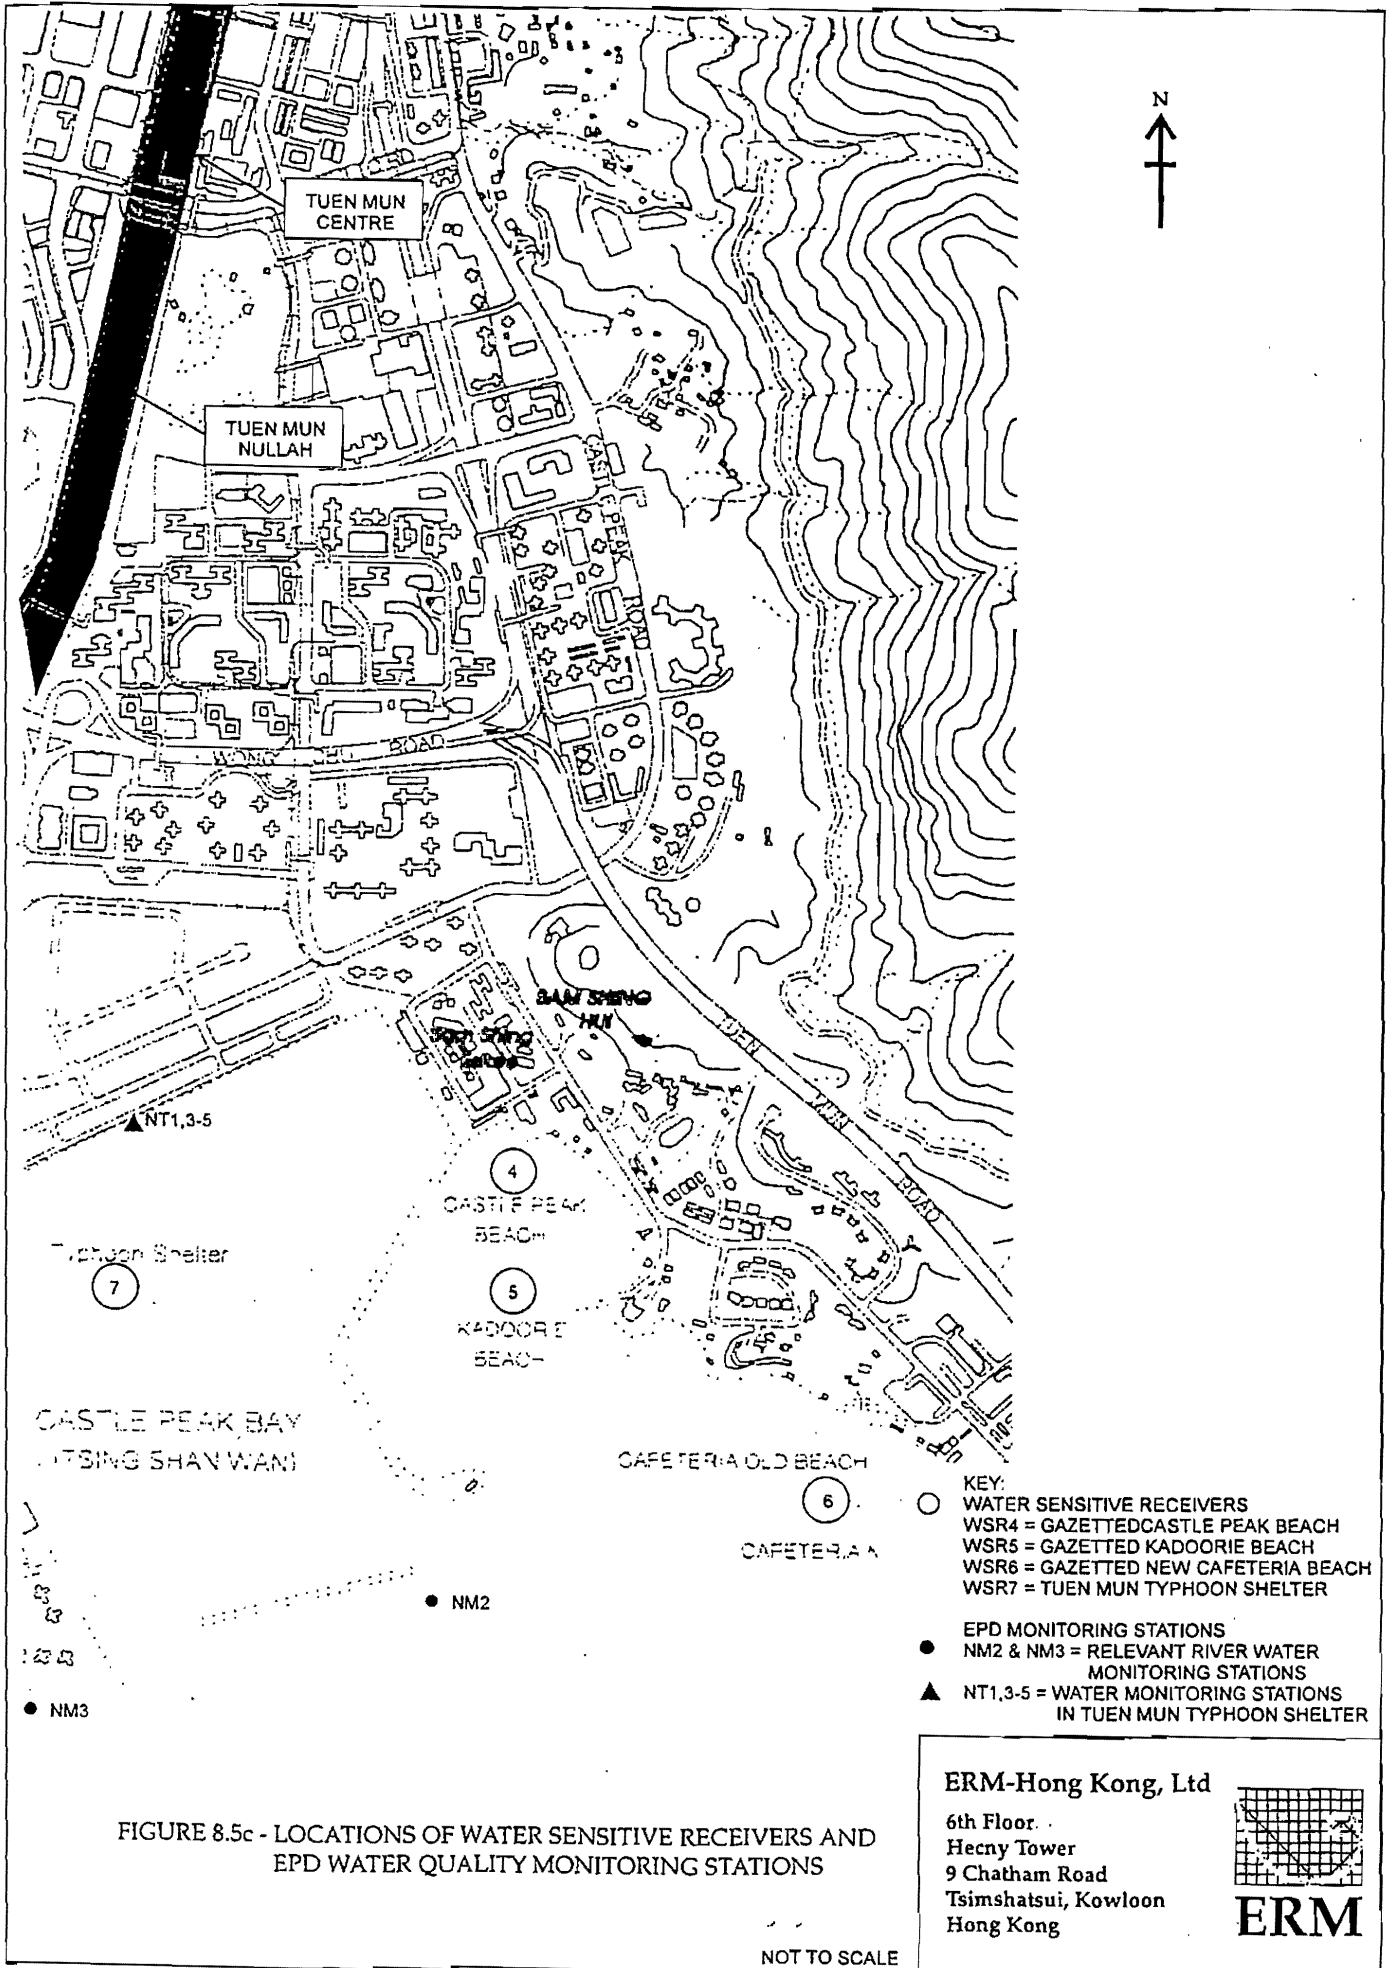 N
TUEN MUN
CENTRE
TUEN MUN
NULLAH
CASTLE PEAK ROAD
WONG CHU ROAD
SAM SHING
HUI
Sam Shing
Estate
TUEN MUN ROAD
NT1,3-5
4
CASTLE PEAK
BEACH
Typhoon Shelter
7
5
KADOORIE
BEACH
CASTLE PEAK BAY
(TSING SHAN WAN)
CAFETERIA OLD BEACH
6
CAFETERIA N
NM2
NM3
KEY:
WATER SENSITIVE RECEIVERS
WSR4 = GAZETTEDCASTLE PEAK BEACH
WSR5 = GAZETTED KADOORIE BEACH
WSR6 = GAZETTED NEW CAFETERIA BEACH
WSR7 = TUEN MUN TYPHOON SHELTER
EPD MONITORING STATIONS
NM2 & NM3 = RELEVANT RIVER WATER
MONITORING STATIONS
NT1,3-5 = WATER MONITORING STATIONS
IN TUEN MUN TYPHOON SHELTER
FIGURE 8.5c - LOCATIONS OF WATER SENSITIVE RECEIVERS AND
EPD WATER QUALITY MONITORING STATIONS
NOT TO SCALE
ERM-Hong Kong, Ltd
6th Floor
Hecny Tower
9 Chatham Road
Tsimshatsui, Kowloon
Hong Kong
ERM